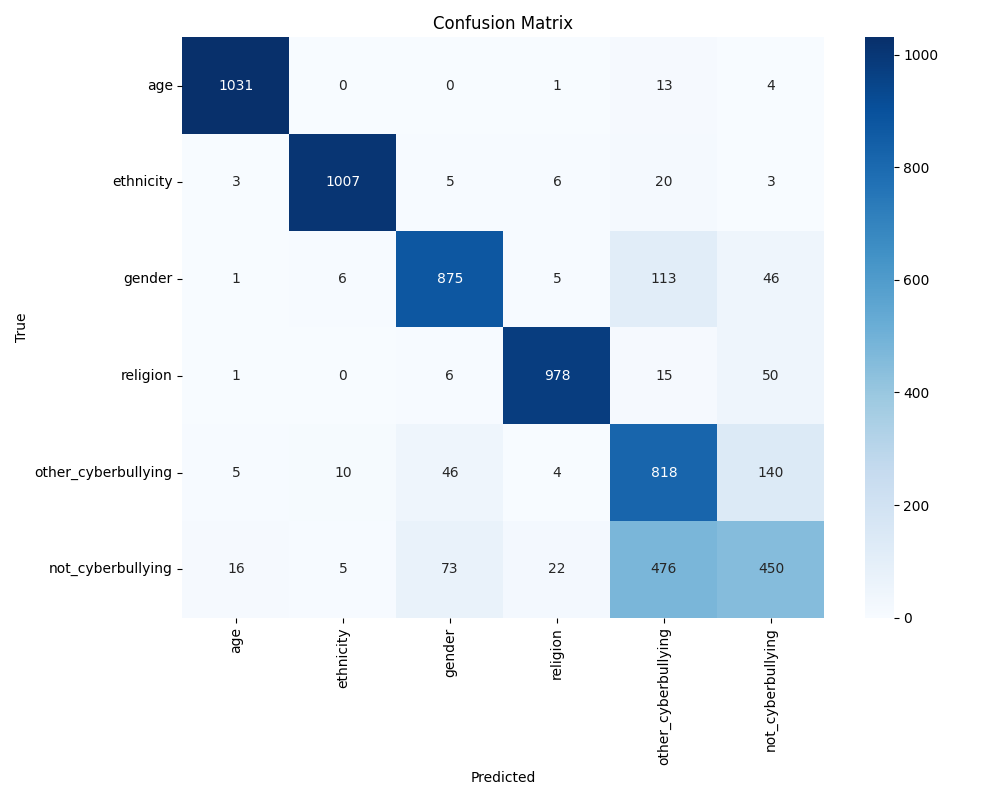 Confusion Matrix
True
age 1031 0 0 1 13 4
ethnicity 3 1007 5 6 20 3
gender 1 6 875 5 113 46
religion 1 0 6 978 15 50
other_cyberbullying 5 10 46 4 818 140
not_cyberbullying 16 5 73 22 476 450
age ethnicity gender religion other_cyberbullying not_cyberbullying
Predicted
1000
800
600
400
200
0